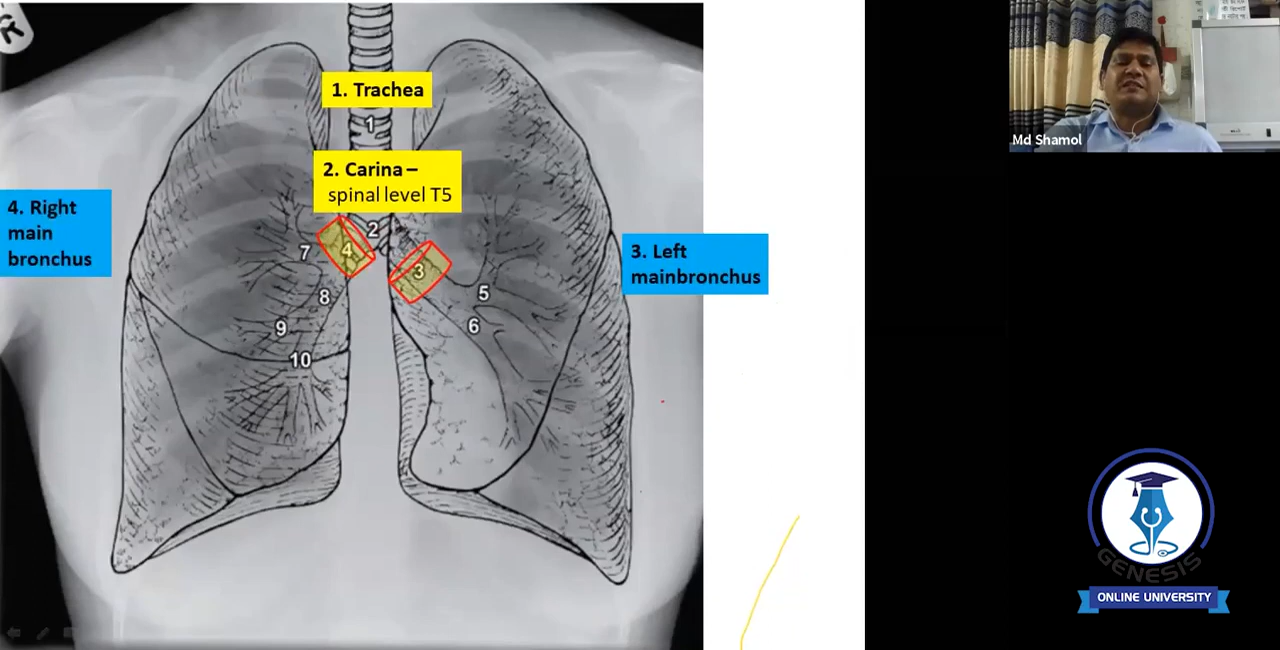 R
1. Trachea
1
2. Carina –
spinal level T5
4. Right
main
bronchus
2
4
7
3
3. Left
mainbronchus
5
8
6
9
10
Md Shamol
GENESIS
ONLINE UNIVERSITY